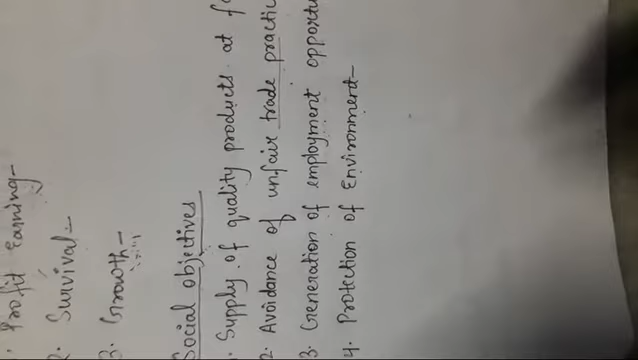 Profit Earning-
2. Survival-
3. Growth-
Social objectives
Supply of quality products at
2. Avoidance of unfair trade
3. Generation of employment
4. Protection of Environment-